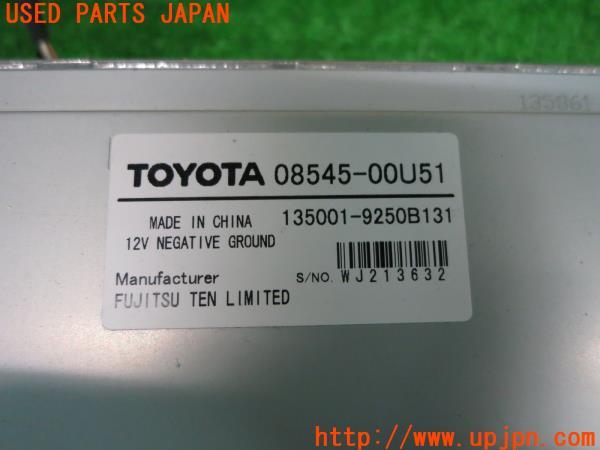 USED PARTS JAPAN
135861
TOYOTA 08545-00U51
MADE IN CHINA 135001-9250B131
12V NEGATIVE GROUND
Manufacturer S/NO. WJ213632
FUJITSU TEN LIMITED
UPJ
http://www.upjpn.com